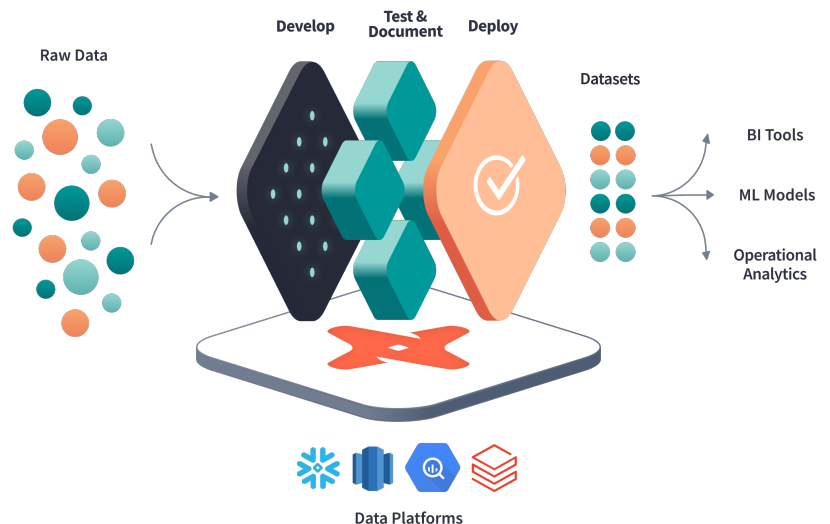 Raw Data
Develop
Test &
Document
Deploy
Datasets
BI Tools
ML Models
Operational
Analytics
Data Platforms